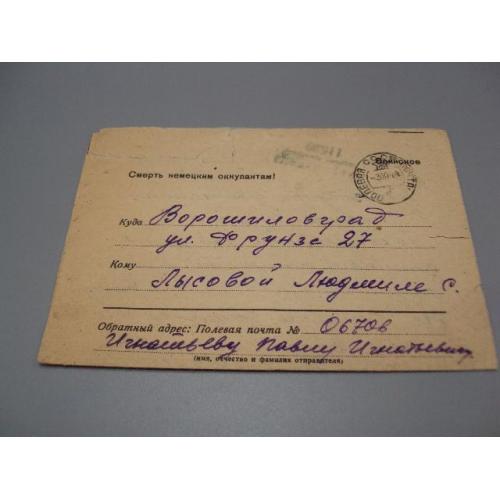 Воинское
Смерть немецким оккупантам!
Куда Ворошиловград
ул. Фрунзе 27
Кому Лысовой Людмиле С.
Обратный адрес: Полевая почта № 06706
Игнатьеву Павлу Игнатьевичу
(имя, отчество и фамилия отправителя)